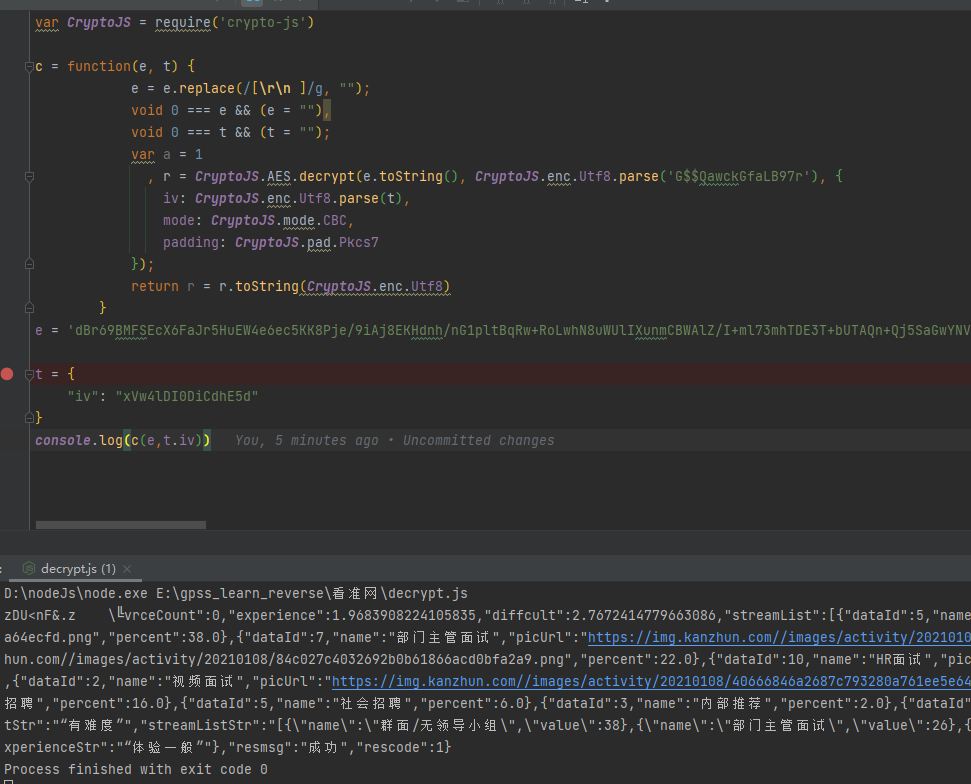 var CryptoJS = require('crypto-js')
c = function(e, t) {
e = e.replace(/[\r\n ]/g, "");
void 0 === e && (e = ""),
void 0 === t && (t = "");
var a = 1
, r = CryptoJS.AES.decrypt(e.toString(), CryptoJS.enc.Utf8.parse('G$$QawckGfaLB97r'), {
iv: CryptoJS.enc.Utf8.parse(t),
mode: CryptoJS.mode.CBC,
padding: CryptoJS.pad.Pkcs7
});
return r = r.toString(CryptoJS.enc.Utf8)
}
e = 'dBr69BMFSEcX6FaJr5HuEW4e6ec5KK8Pje/9iAj8EKHdnh/nG1pltBqRw+RoLwhN8uWUlIXunmCBWAlZ/I+ml73mhTDE3T+bUTAQn+Qj5SaGwYNV
t = {
"iv": "xVw4lDI0DiCdhE5d"
}
console.log(c(e,t.iv)) You, 5 minutes ago • Uncommitted changes
decrypt.js (1)
D:\nodeJs\node.exe E:\gpss_learn_reverse\看准网\decrypt.js
zDU<nF&.z \╚vrceCount":0,"experience":1.9683908224105835,"diffcult":2.7672414779663086,"streamList":[{"dataId":5,"name
a64ecfd.png","percent":38.0},{"dataId":7,"name":"部门主管面试","picUrl":"https://img.kanzhun.com//images/activity/2021010
hun.com//images/activity/20210108/84c027c4032692b0b61866acd0bfa2a9.png","percent":22.0},{"dataId":10,"name":"HR面试","pic
,{"dataId":2,"name":"视频面试","picUrl":"https://img.kanzhun.com//images/activity/20210108/40666846a2687c793280a761ee5e64
招聘","percent":16.0},{"dataId":5,"name":"社会招聘","percent":6.0},{"dataId":3,"name":"内部推荐","percent":2.0},{"dataId"
tStr":"“有难度”","streamListStr":"[{\"name\":\"群面/无领导小组\",\"value\":38},{\"name\":\"部门主管面试\",\"value\":26},{
xperienceStr":"“体验一般”"},"resmsg":"成功","rescode":1}
Process finished with exit code 0